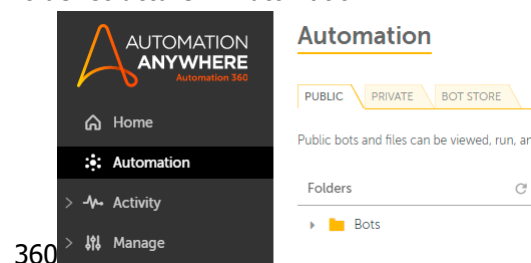 AUTOMATION
ANYWHERE
Automation 360
Home
Automation
Activity
Manage
360
Automation
PUBLIC
PRIVATE
BOT STORE
Public bots and files can be viewed, run, an
Folders
Bots